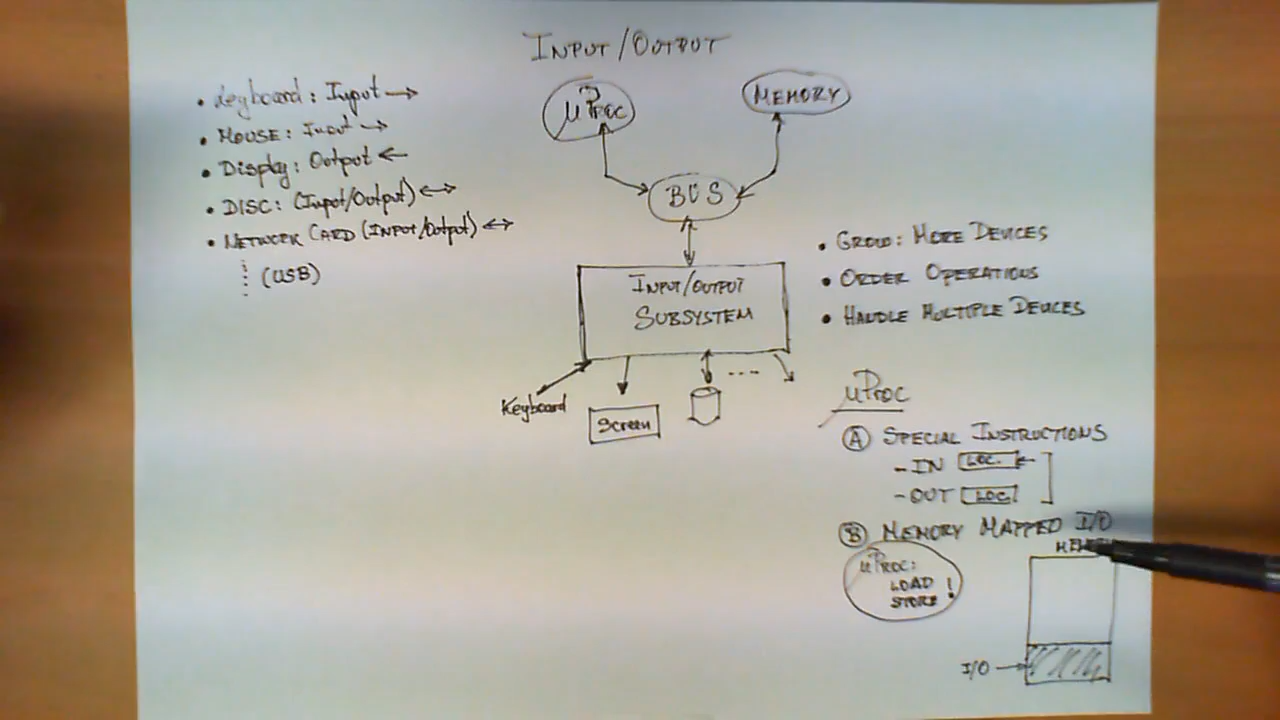 INPUT/OUTPUT
• Keyboard: Input →
• MOUSE: Input →
• Display: Output ←
• DISC: (Input/Output) ↔
• NETWORK CARD (INPUT/Output) ↔
(USB)
μPROC
MEMORY
BUS
INPUT/OUTPUT
SUBSYSTEM
Keyboard
Screen
....
• GROW: MORE DEVICES
• ORDER OPERATIONS
• HANDLE MULTIPLE DEVICES
μPROC
Ⓐ SPECIAL INSTRUCTIONS
- IN LOC. ←
- OUT LOC
Ⓑ MEMORY MAPPED I/O
μPROC:
LOAD
STORE !
I/O →